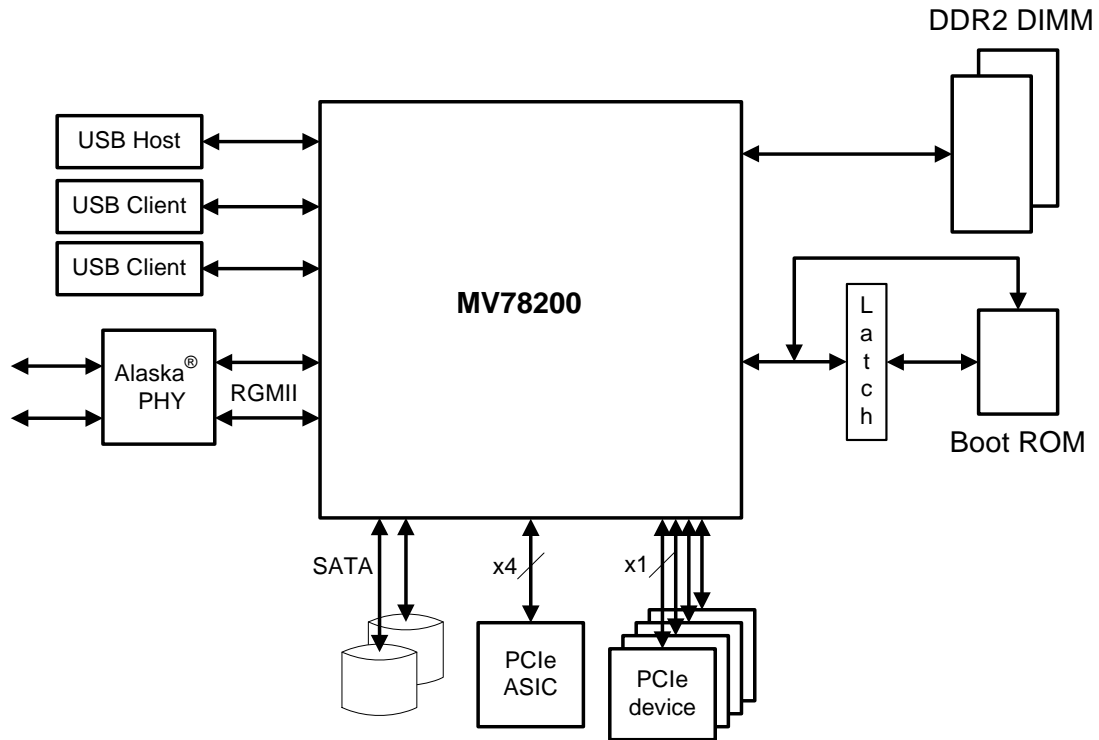 DDR2 DIMM
USB Host
USB Client
USB Client
MV78200
Latch
Alaska®
PHY
RGMII
Boot ROM
SATA
x4
x1
PCIe
ASIC
PCIe
device